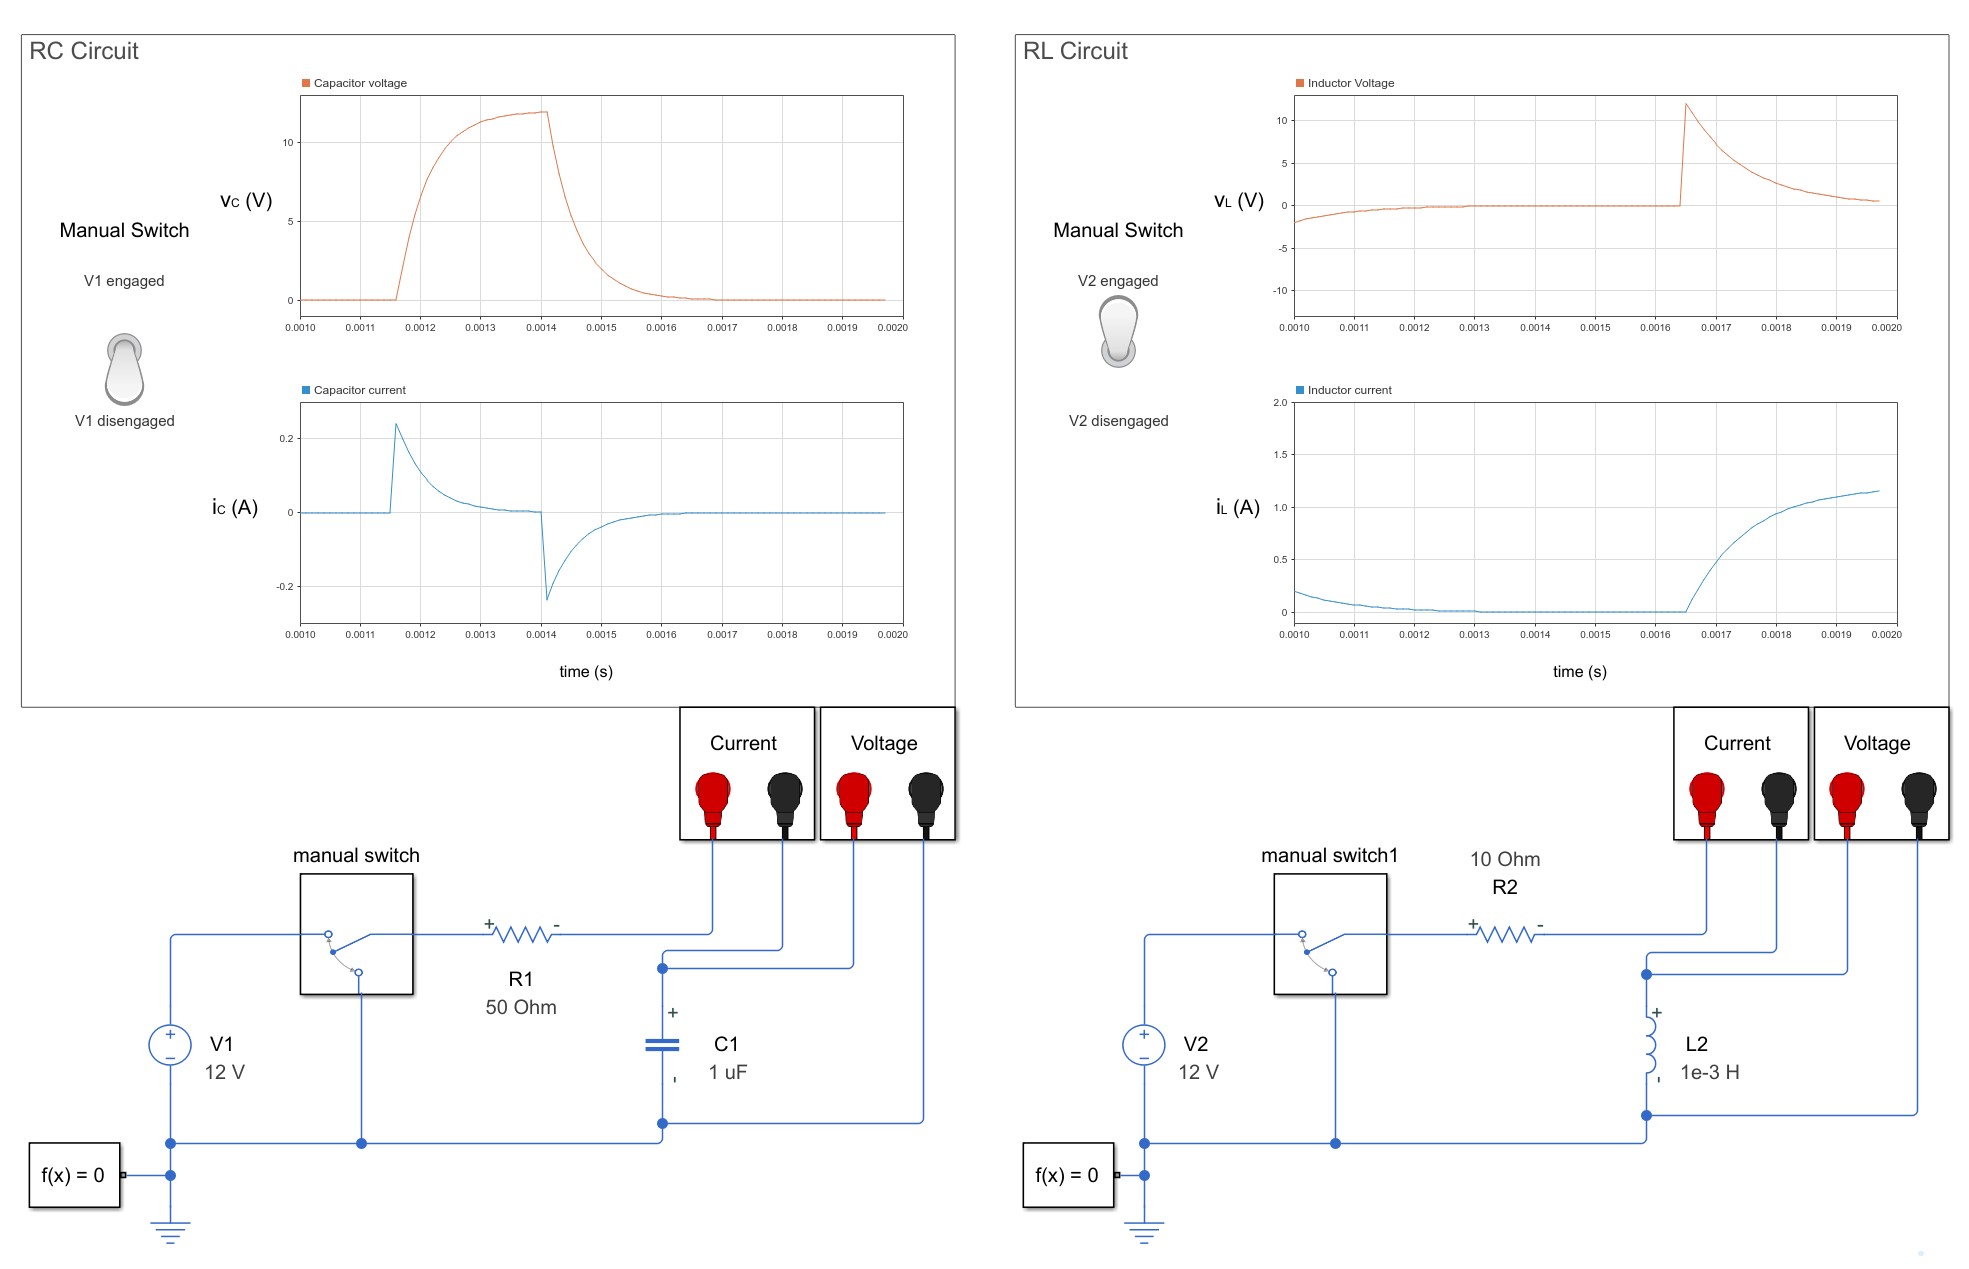 RC Circuit
Capacitor voltage
10
5
0
vC (V)
0.0010 0.0011 0.0012 0.0013 0.0014 0.0015 0.0016 0.0017 0.0018 0.0019 0.0020
Manual Switch
V1 engaged
V1 disengaged
Capacitor current
0.2
0
-0.2
iC (A)
0.0010 0.0011 0.0012 0.0013 0.0014 0.0015 0.0016 0.0017 0.0018 0.0019 0.0020
time (s)
Current
Voltage
manual switch
+ -
R1
50 Ohm
+
−
V1
12 V
+
-
C1
1 uF
f(x) = 0
RL Circuit
Inductor Voltage
10
5
0
-5
-10
vL (V)
0.0010 0.0011 0.0012 0.0013 0.0014 0.0015 0.0016 0.0017 0.0018 0.0019 0.0020
Manual Switch
V2 engaged
V2 disengaged
Inductor current
2.0
1.5
1.0
0.5
0
iL (A)
0.0010 0.0011 0.0012 0.0013 0.0014 0.0015 0.0016 0.0017 0.0018 0.0019 0.0020
time (s)
Current
Voltage
manual switch1
10 Ohm
R2
+ -
+
−
V2
12 V
+
-
L2
1e-3 H
f(x) = 0